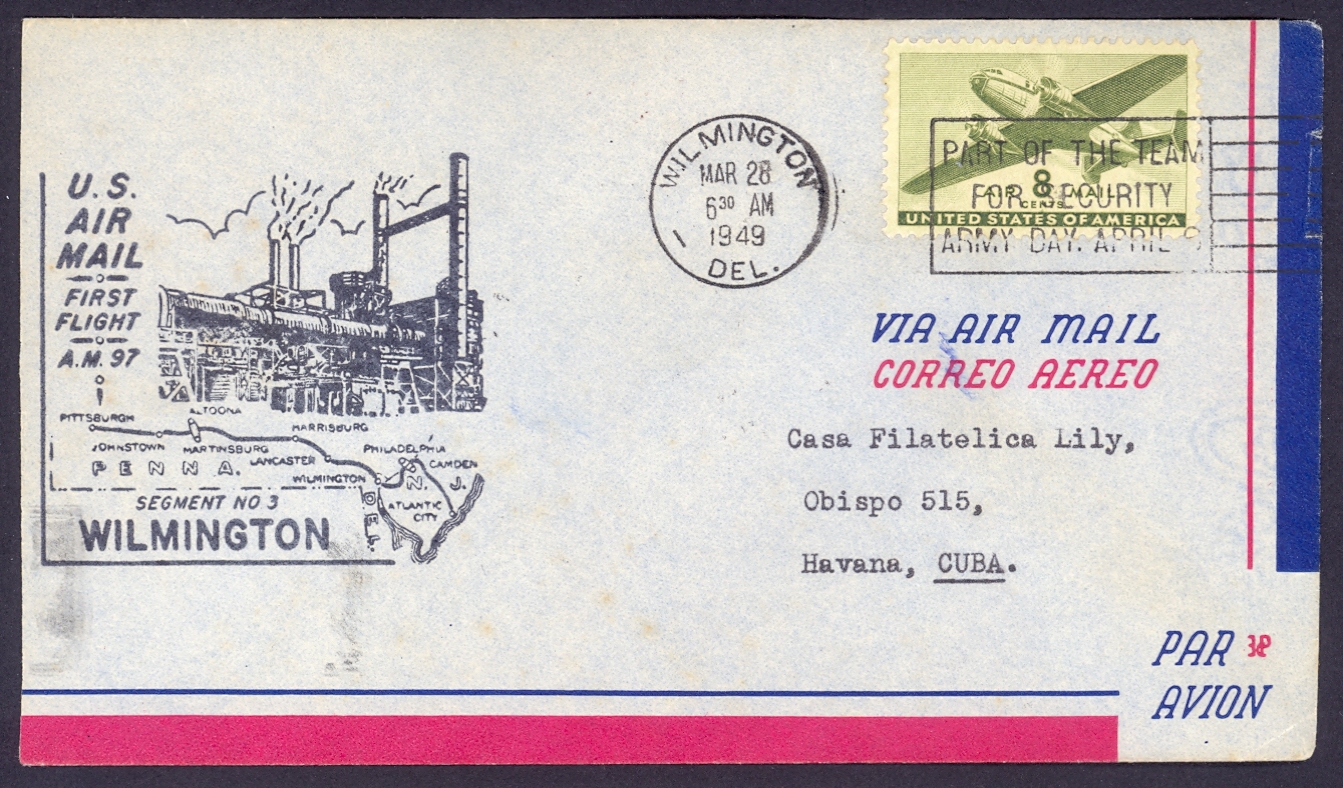 U.S.
AIR
MAIL
FIRST
FLIGHT
A.M. 97
PITTSBURGH
ALTOONA
HARRISBURG
JOHNSTOWN
MARTINSBURG
LANCASTER
PHILADELPHIA
CAMDEN
PENNA.
WILMINGTON
N. J.
DEL.
ATLANTIC
CITY
SEGMENT NO 3
WILMINGTON
WILMINGTON
MAR 28
6 30 AM
1949
DEL.
1
PART OF THE TEAM
FOR SECURITY
ARMY DAY. APRIL
8
CENTS
AIR MAIL
UNITED STATES OF AMERICA
VIA AIR MAIL
CORREO AEREO
Casa Filatelica Lily,
Obispo 515,
Havana, CUBA.
PAR
AVION